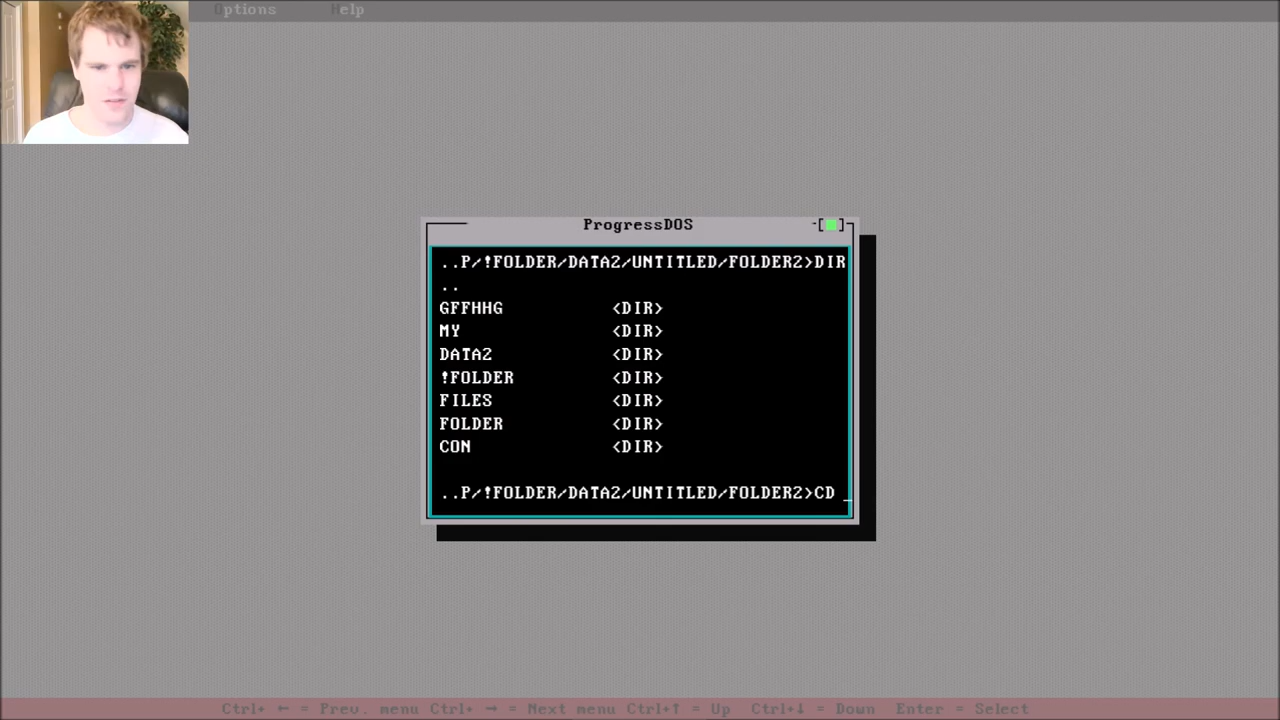 Options Help
ProgressDOS
..P/!FOLDER/DATA2/UNTITLED/FOLDER2>DIR
..
GFFHHG <DIR>
MY <DIR>
DATA2 <DIR>
!FOLDER <DIR>
FILES <DIR>
FOLDER <DIR>
CON <DIR>
..P/!FOLDER/DATA2/UNTITLED/FOLDER2>CD _
Ctrl+ ← = Prev. menu Ctrl+ → = Next menu Ctrl+↑ = Up Ctrl+↓ = Down Enter = Select